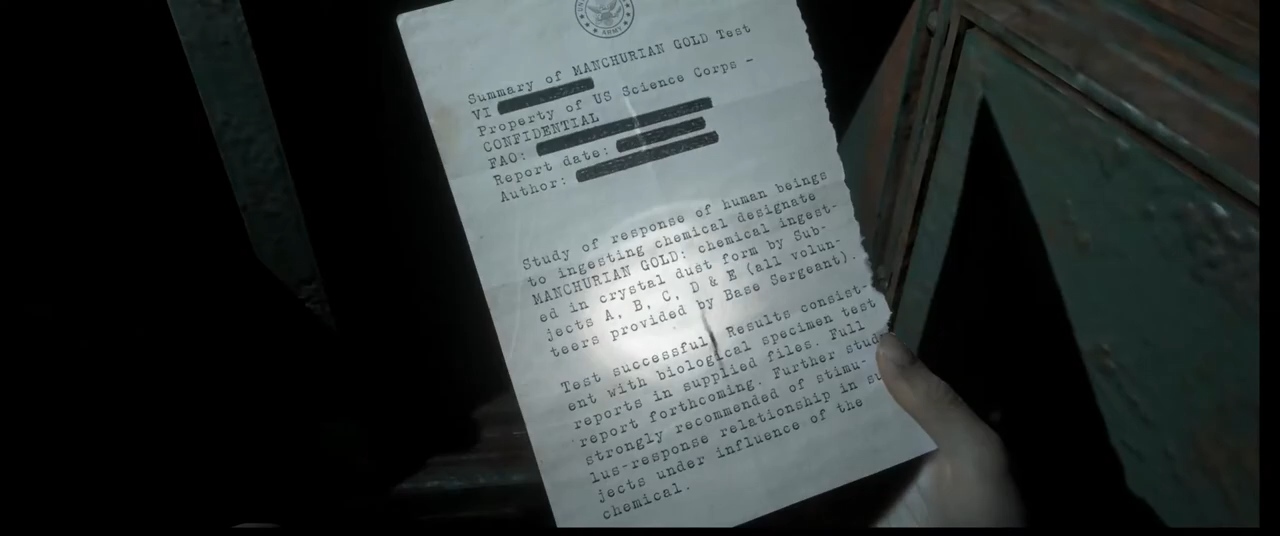 ARMY
Summary of MANCHURIAN GOLD Test
VI
Property of US Science Corps -
CONFIDENTIAL
FAO:
Report date:
Author:
Study of response of human beings
to ingesting chemical designate
MANCHURIAN GOLD; chemical ingest-
ed in crystal dust form by Sub-
jects A, B, C, D & E (all volun-
teers provided by Base Sergeant).
Test successful. Results consist-
ent with biological specimen test
reports in supplied files. Full
report forthcoming. Further stud
strongly recommended of stimu-
lus-response relationship in su
jects under influence of the
chemical.